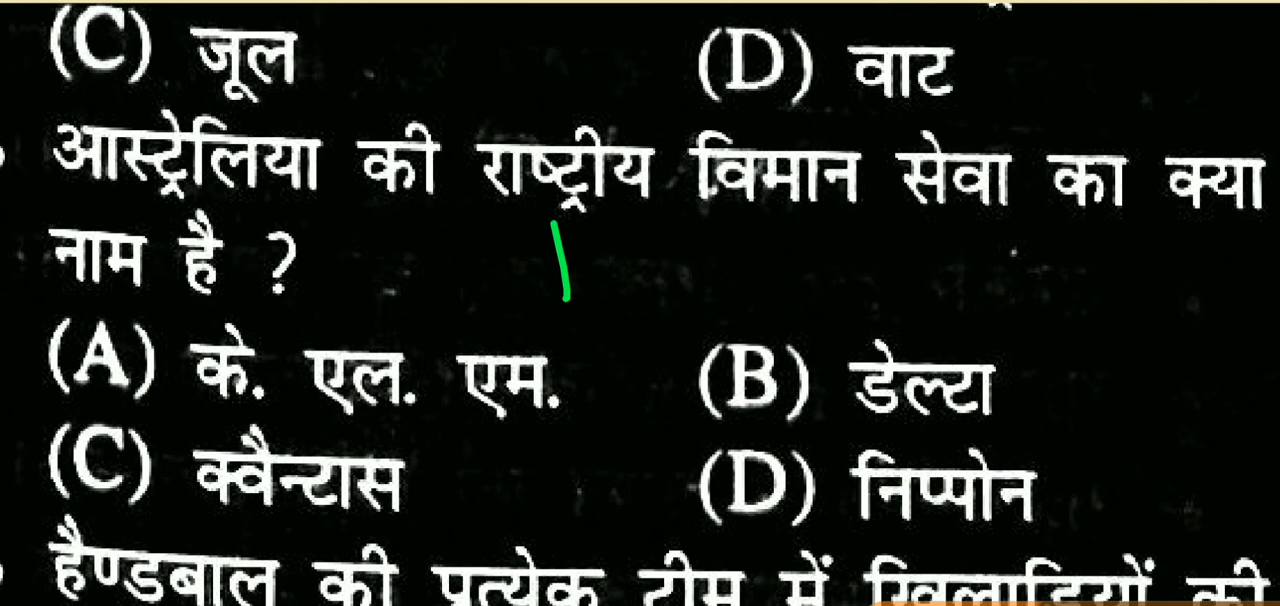 (C) जूल (D) वाट
आस्ट्रेलिया की राष्ट्रीय विमान सेवा का क्या
नाम है ?
(A) के. एल. एम. (B) डेल्टा
(C) क्वैन्टास (D) निप्पोन
हैण्डबाल की प्रत्येक टीम में खिलाड़ियों की